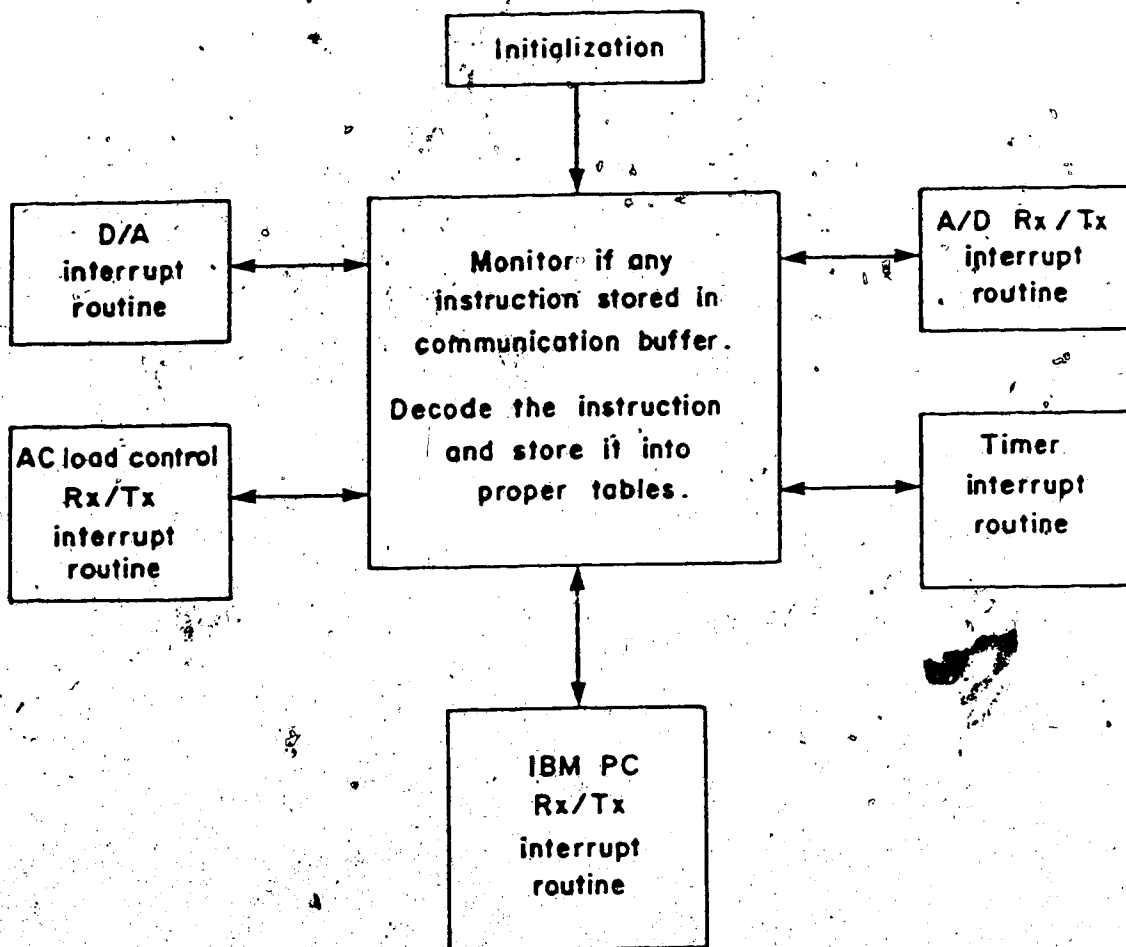 Initialization
D/A
interrupt
routine
Monitor if any
instruction stored in
communication buffer.
Decode the instruction
and store it into
proper tables.
A/D Rx/Tx
interrupt
routine
AC load control
Rx/Tx
interrupt
routine
Timer
interrupt
routine
IBM PC
Rx/Tx
interrupt
routine